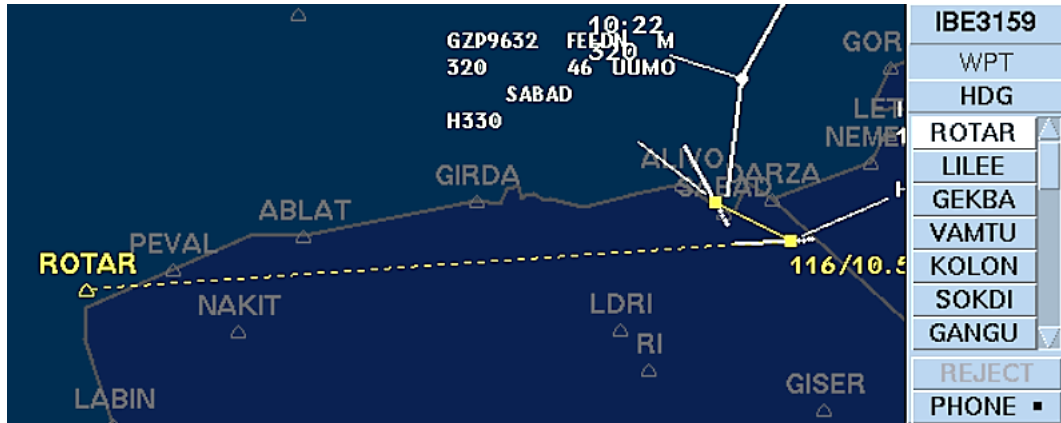 10:22
GZP9632 FEEDN M
320
320 46 UUMO
SABAD
H330
GOR
LET
NEME
ALIVO
DARZA
SABAD
GIRDA
H
ABLAT
PEVAL
ROTAR
116/10.5
NAKIT
LDRI
RI
GISER
LABIN
IBE3159
WPT
HDG
ROTAR
LILEE
GEKBA
VAMTU
KOLON
SOKDI
GANGU
REJECT
PHONE